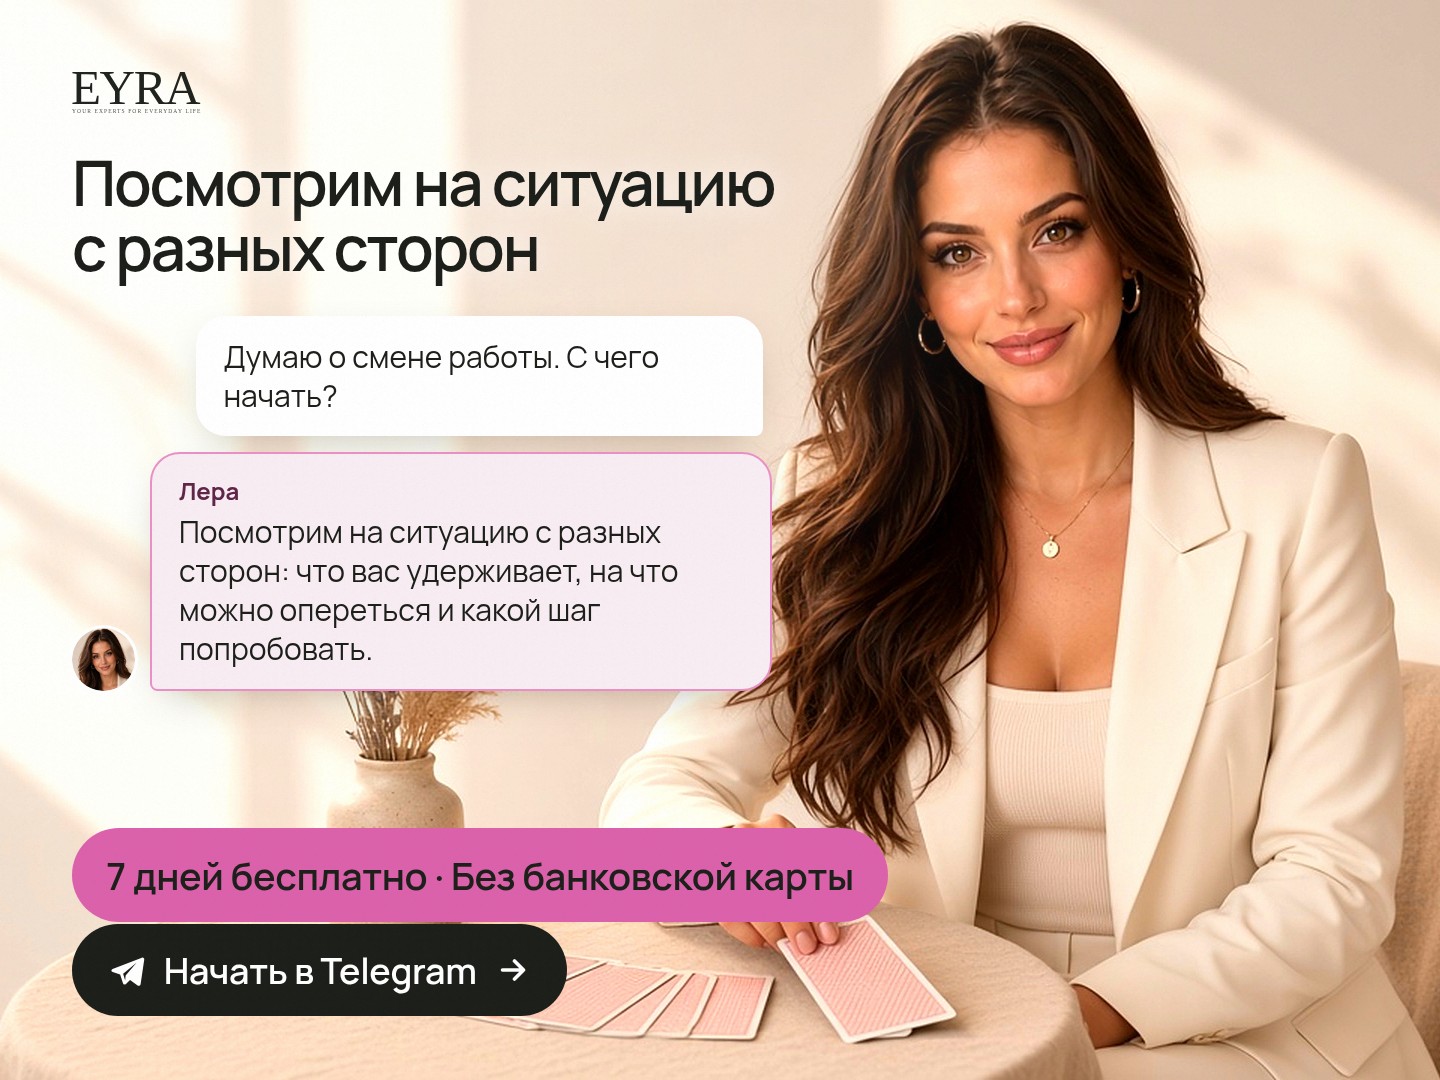 EYRA
YOUR EXPERTS FOR EVERYDAY LIFE
Посмотрим на ситуацию
с разных сторон
Думаю о смене работы. С чего
начать?
Лера
Посмотрим на ситуацию с разных
сторон: что вас удерживает, на что
можно опереться и какой шаг
попробовать.
7 дней бесплатно · Без банковской карты
Начать в Telegram →